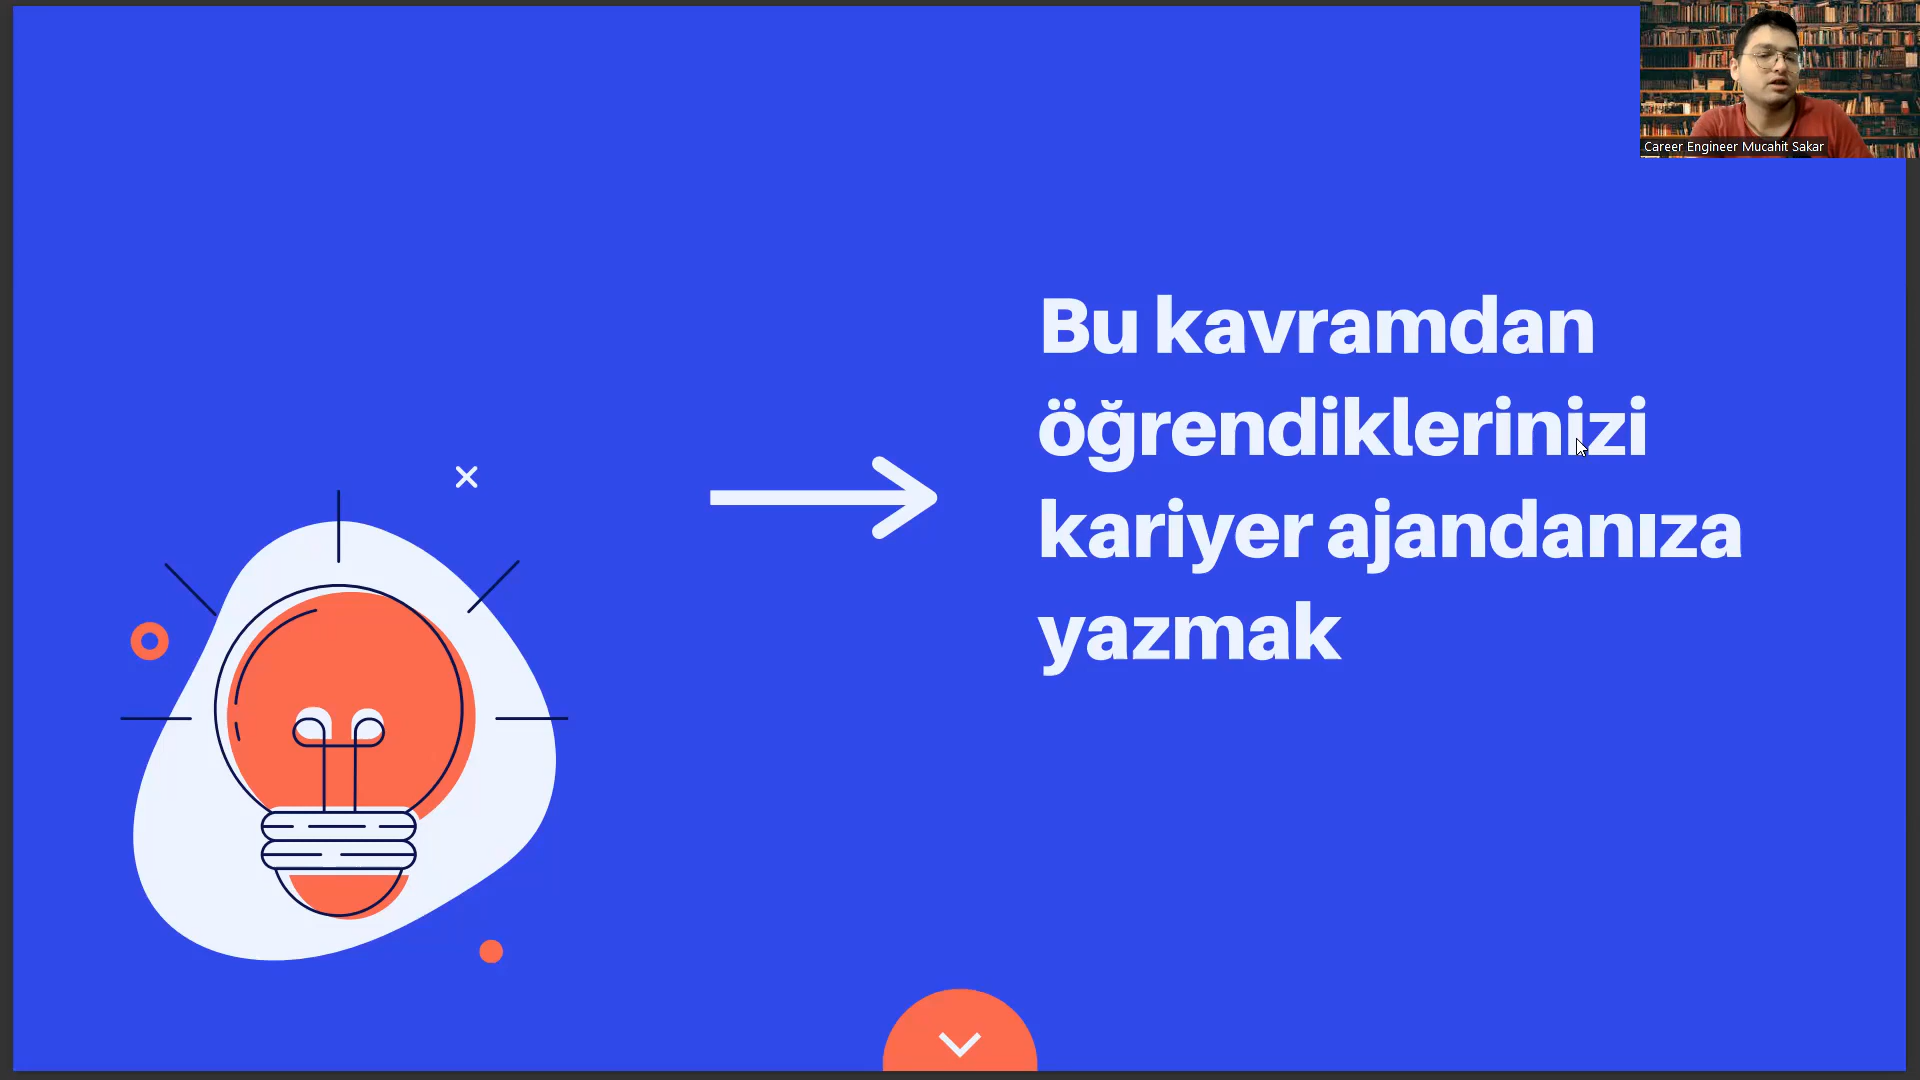 Career Engineer Mucahit Sakar
Bu kavramdan
öğrendiklerinizi
kariyer ajandanıza
yazmak